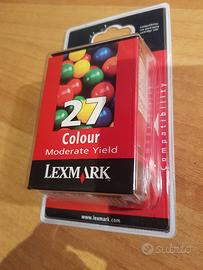 27
Colour
Moderate Yield
LEXMARK
www.lexmark.com
Compatibility
subito